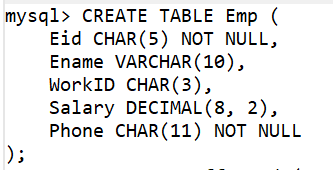 mysql> CREATE TABLE Emp (
    Eid CHAR(5) NOT NULL,
    Ename VARCHAR(10),
    WorkID CHAR(3),
    Salary DECIMAL(8, 2),
    Phone CHAR(11) NOT NULL
);